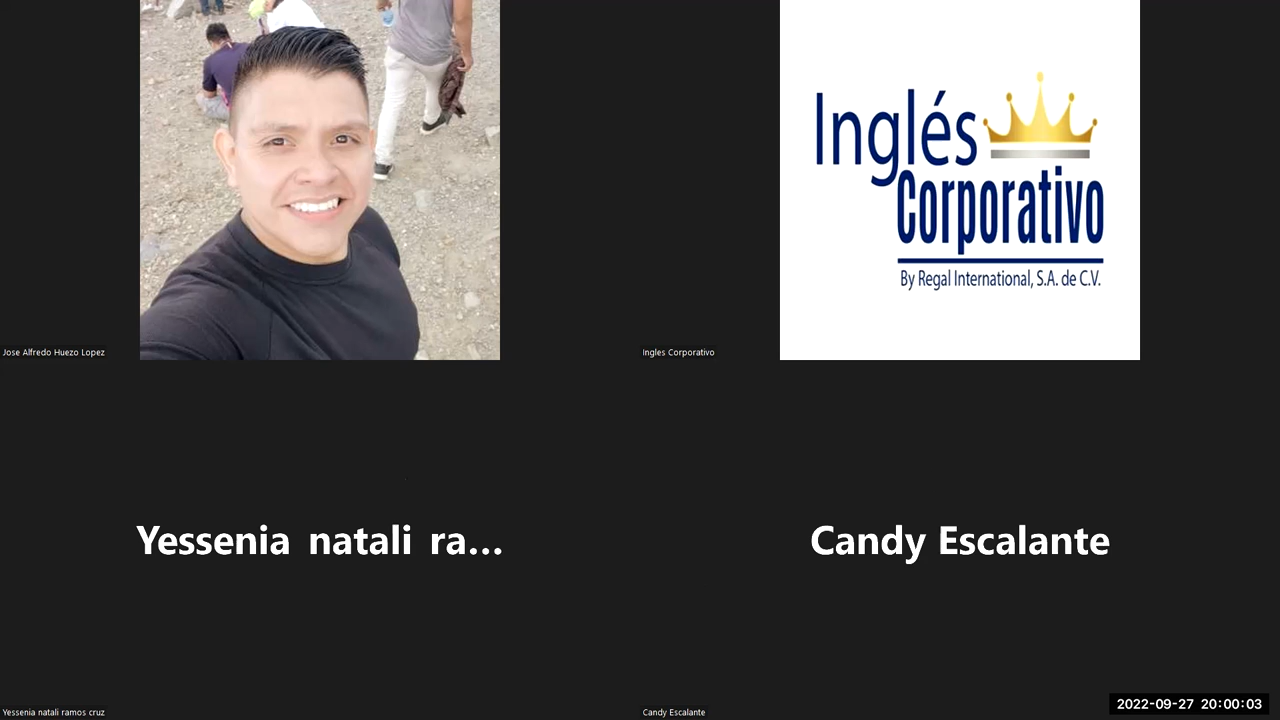 Inglés
Corporativo
By Regal International, S.A. de C.V.
Jose Alfredo Huezo Lopez
Ingles Corporativo
Yessenia natali ra...
Candy Escalante
Yessenia natali ramos cruz
Candy Escalante
2022-09-27 20:00:03